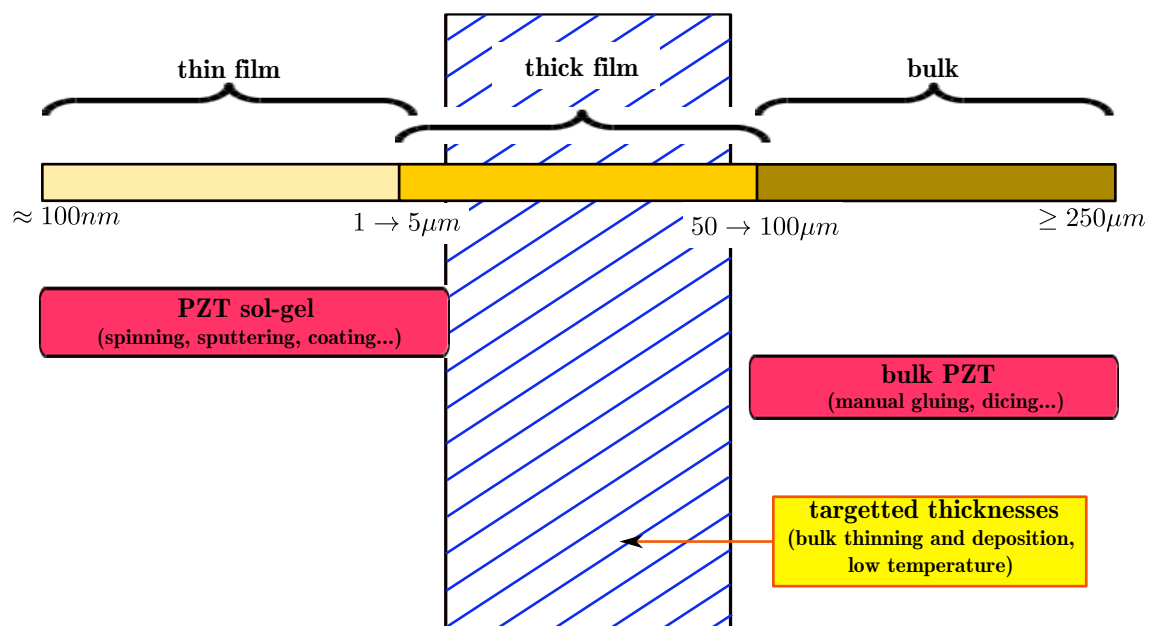 thin film
thick film
bulk
≈ 100nm
1 → 5μm
50 → 100μm
≥ 250μm
PZT sol-gel
(spinning, sputtering, coating...)
bulk PZT
(manual gluing, dicing...)
targetted thicknesses
(bulk thinning and deposition,
low temperature)